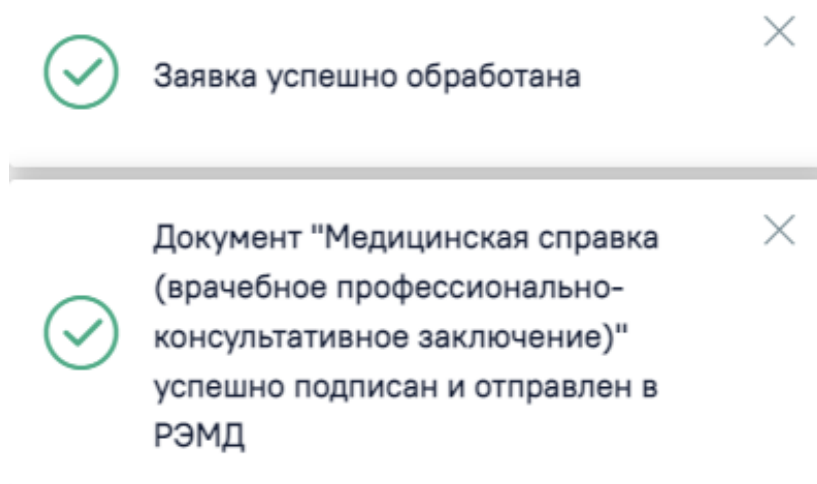 Заявка успешно обработана
Документ "Медицинская справка
(врачебное профессионально-
консультативное заключение)"
успешно подписан и отправлен в
РЭМД